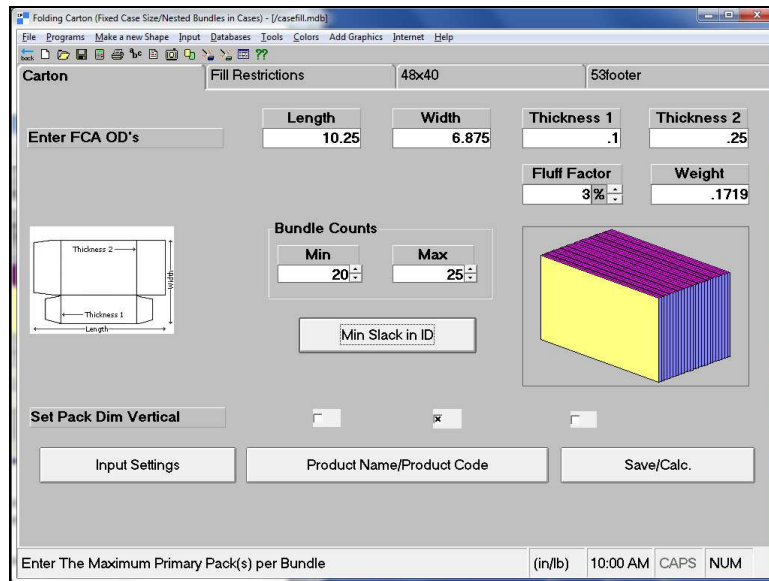 Folding Carton (Fixed Case Size/Nested Bundles in Cases) - [/casefill.mdb]
File Programs Make a new Shape Input Databases Tools Colors Add Graphics Internet Help
back ??
Carton Fill Restrictions 48x40 53footer
Length Width Thickness 1 Thickness 2
Enter FCA OD's 10.25 6.875 .1 .25
Fluff Factor Weight
3% .1719
Bundle Counts
Min Max
20 25
Thickness 2
Width
Thickness 1
Length
Min Slack in ID
Set Pack Dim Vertical
Input Settings Product Name/Product Code Save/Calc.
Enter The Maximum Primary Pack(s) per Bundle (in/lb) 10:00 AM CAPS NUM